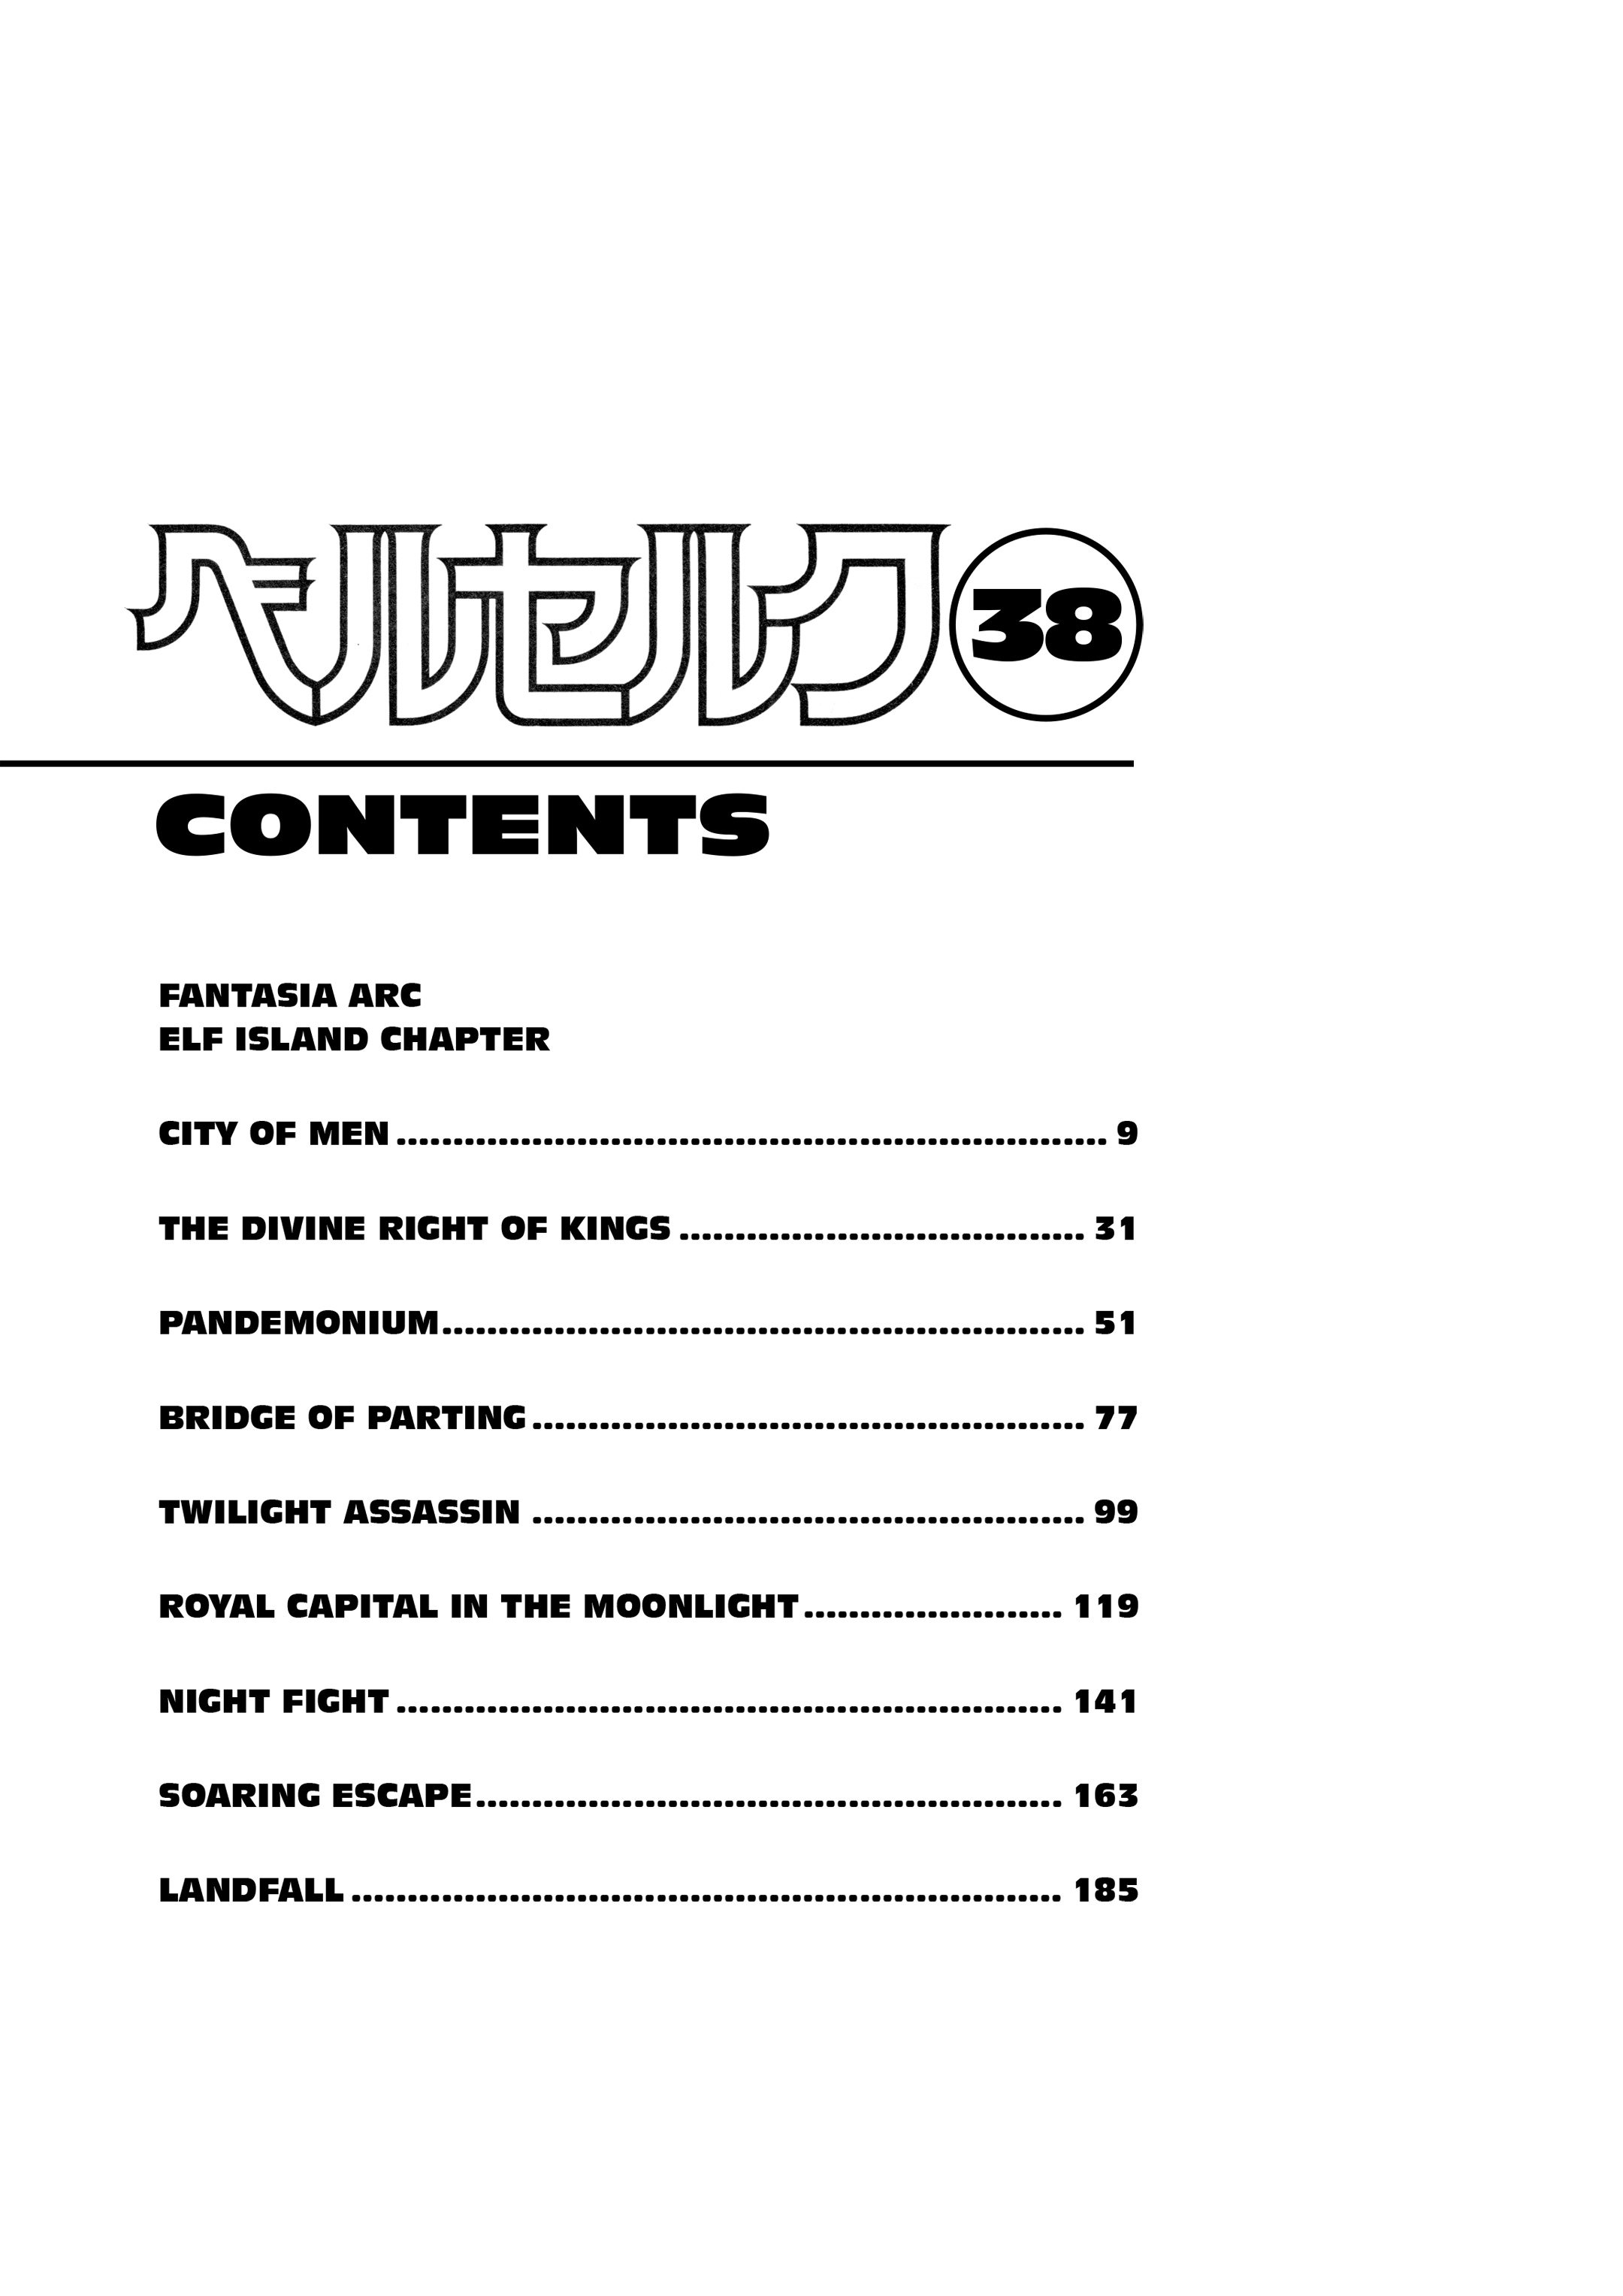 ベルセルク 38
CONTENTS
FANTASIA ARC
ELF ISLAND CHAPTER
CITY OF MEN ............................................................... 9
THE DIVINE RIGHT OF KINGS .................................... 31
PANDEMONIUM......................................................... 51
BRIDGE OF PARTING ................................................. 77
TWILIGHT ASSASSIN ................................................. 99
ROYAL CAPITAL IN THE MOONLIGHT....................... 119
NIGHT FIGHT ........................................................... 141
SOARING ESCAPE.................................................... 163
LANDFALL ............................................................... 185